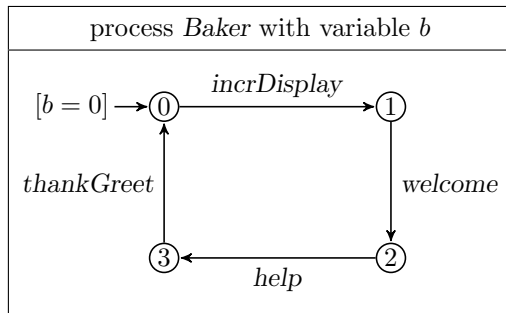 process Baker with variable b
incrDisplay
[b = 0] 0 1
thankGreet welcome
3 2
help